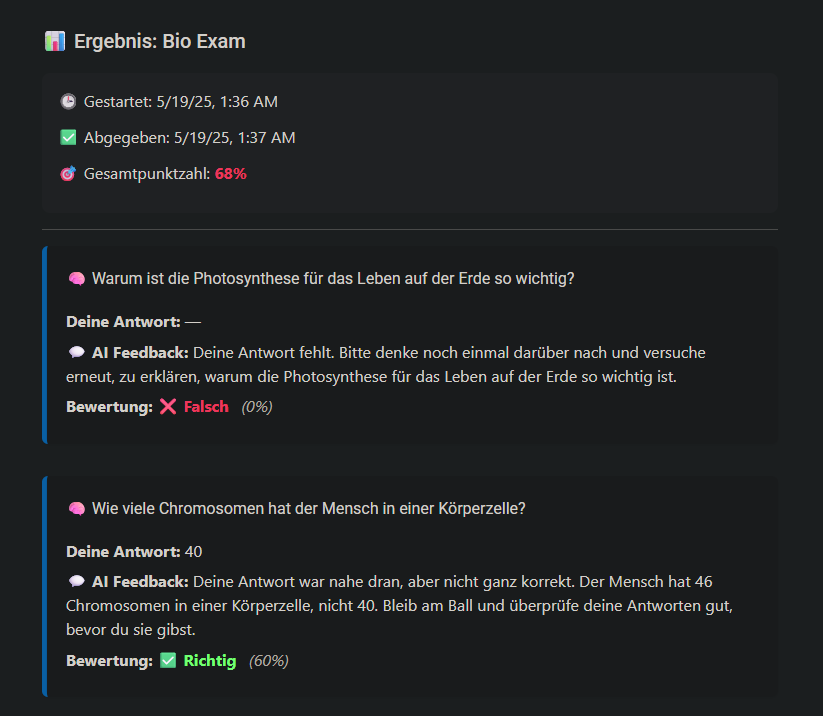 📊 Ergebnis: Bio Exam
🕒 Gestartet: 5/19/25, 1:36 AM
✅ Abgegeben: 5/19/25, 1:37 AM
🎯 Gesamtpunktzahl: 68%
🧠 Warum ist die Photosynthese für das Leben auf der Erde so wichtig?
Deine Antwort: —
💬 AI Feedback: Deine Antwort fehlt. Bitte denke noch einmal darüber nach und versuche
erneut, zu erklären, warum die Photosynthese für das Leben auf der Erde so wichtig ist.
Bewertung: ❌ Falsch (0%)
🧠 Wie viele Chromosomen hat der Mensch in einer Körperzelle?
Deine Antwort: 40
💬 AI Feedback: Deine Antwort war nahe dran, aber nicht ganz korrekt. Der Mensch hat 46
Chromosomen in einer Körperzelle, nicht 40. Bleib am Ball und überprüfe deine Antworten gut,
bevor du sie gibst.
Bewertung: ✅ Richtig (60%)